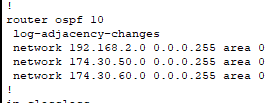 !
router ospf 10
log-adjacency-changes
network 192.168.2.0 0.0.0.255 area 0
network 174.30.50.0 0.0.0.255 area 0
network 174.30.60.0 0.0.0.255 area 0
!
ip classless